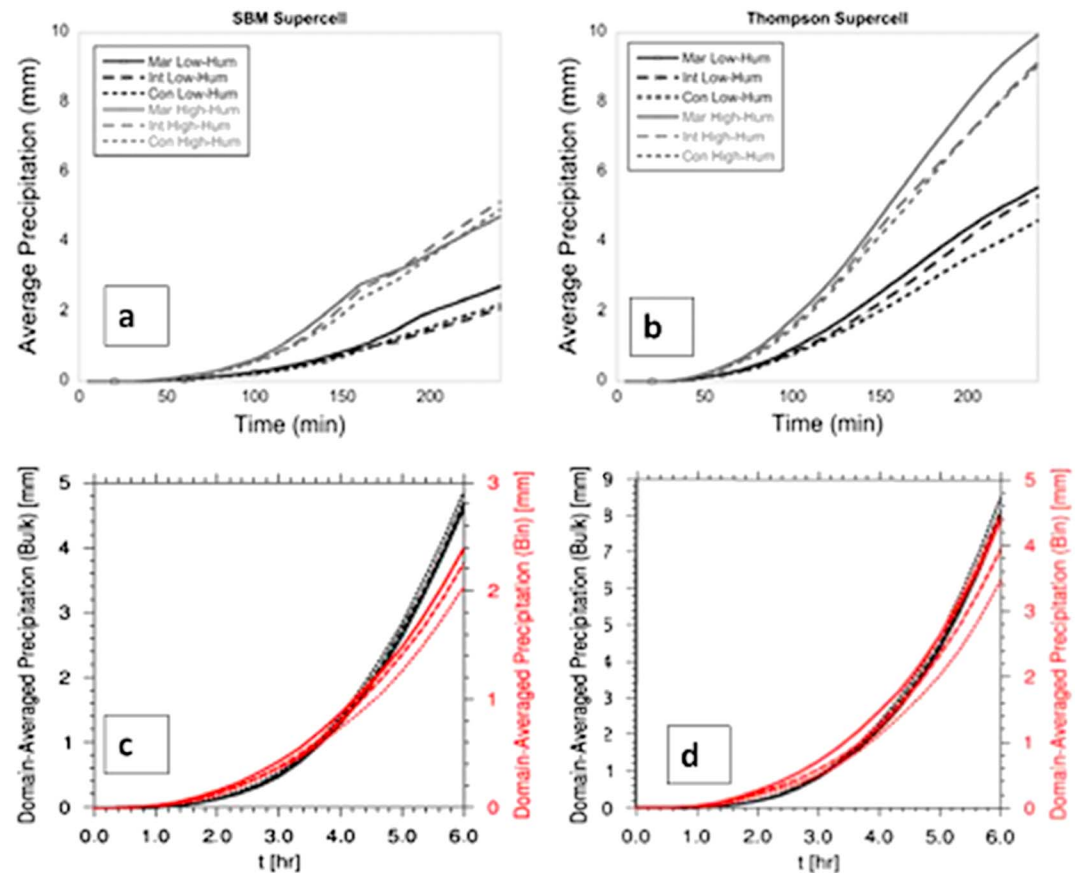 SBM Supercell
Average Precipitation (mm)
10
8
6
4
2
0
Mar Low-Hum
Int Low-Hum
Con Low-Hum
Mar High-Hum
Int High-Hum
Con High-Hum
a
0 50 100 150 200
Time (min)
Thompson Supercell
Average Precipitation (mm)
10
8
6
4
2
0
Mar Low-Hum
Int Low-Hum
Con Low-Hum
Mar High-Hum
Int High-Hum
Con High-Hum
b
0 50 100 150 200
Time (min)
Domain-Averaged Precipitation (Bulk) [mm]
5
4
3
2
1
0
c
3
2
1
0
Domain-Averaged Precipitation (Bin) [mm]
0.0 1.0 2.0 3.0 4.0 5.0 6.0
t [hr]
Domain-Averaged Precipitation (Bulk) [mm]
9
8
7
6
5
4
3
2
1
0
d
5
4
3
2
1
0
Domain-Averaged Precipitation (Bin) [mm]
0.0 1.0 2.0 3.0 4.0 5.0 6.0
t [hr]